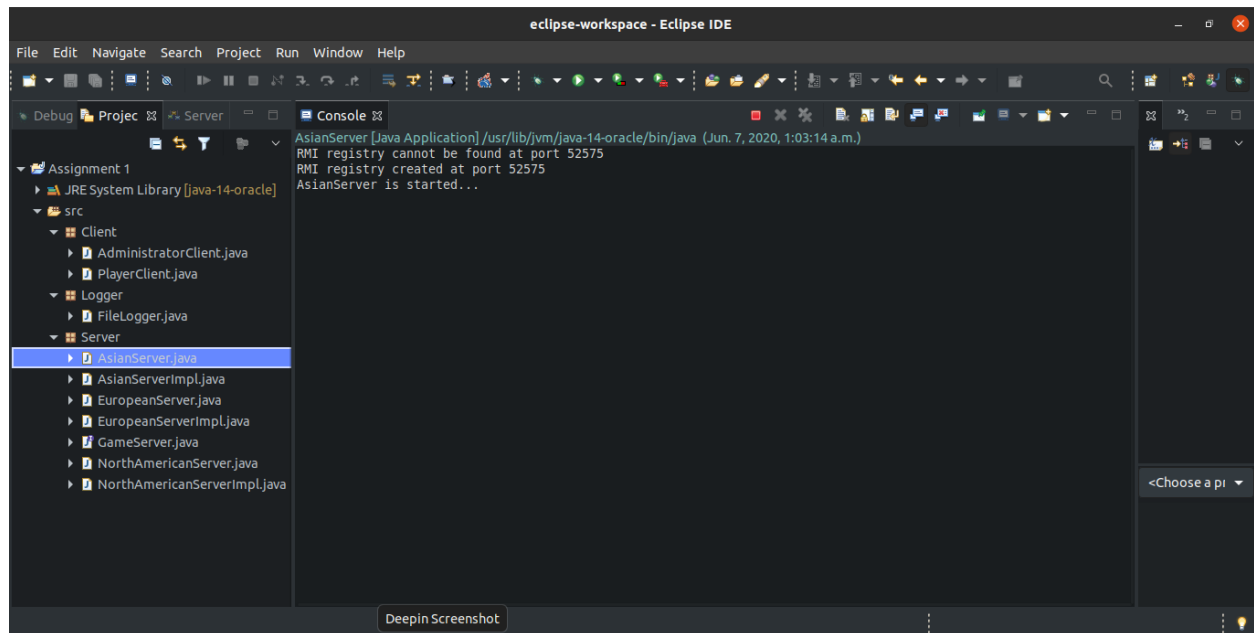 eclipse-workspace - Eclipse IDE
File Edit Navigate Search Project Run Window Help
Debug Projec Server
Console
AsianServer [Java Application] /usr/lib/jvm/java-14-oracle/bin/java (Jun. 7, 2020, 1:03:14 a.m.)
RMI registry cannot be found at port 52575
RMI registry created at port 52575
AsianServer is started...
Assignment 1
JRE System Library [java-14-oracle]
src
Client
AdministratorClient.java
PlayerClient.java
Logger
FileLogger.java
Server
AsianServer.java
AsianServerImpl.java
EuropeanServer.java
EuropeanServerImpl.java
GameServer.java
NorthAmericanServer.java
NorthAmericanServerImpl.java
2
<Choose a pr
Deepin Screenshot